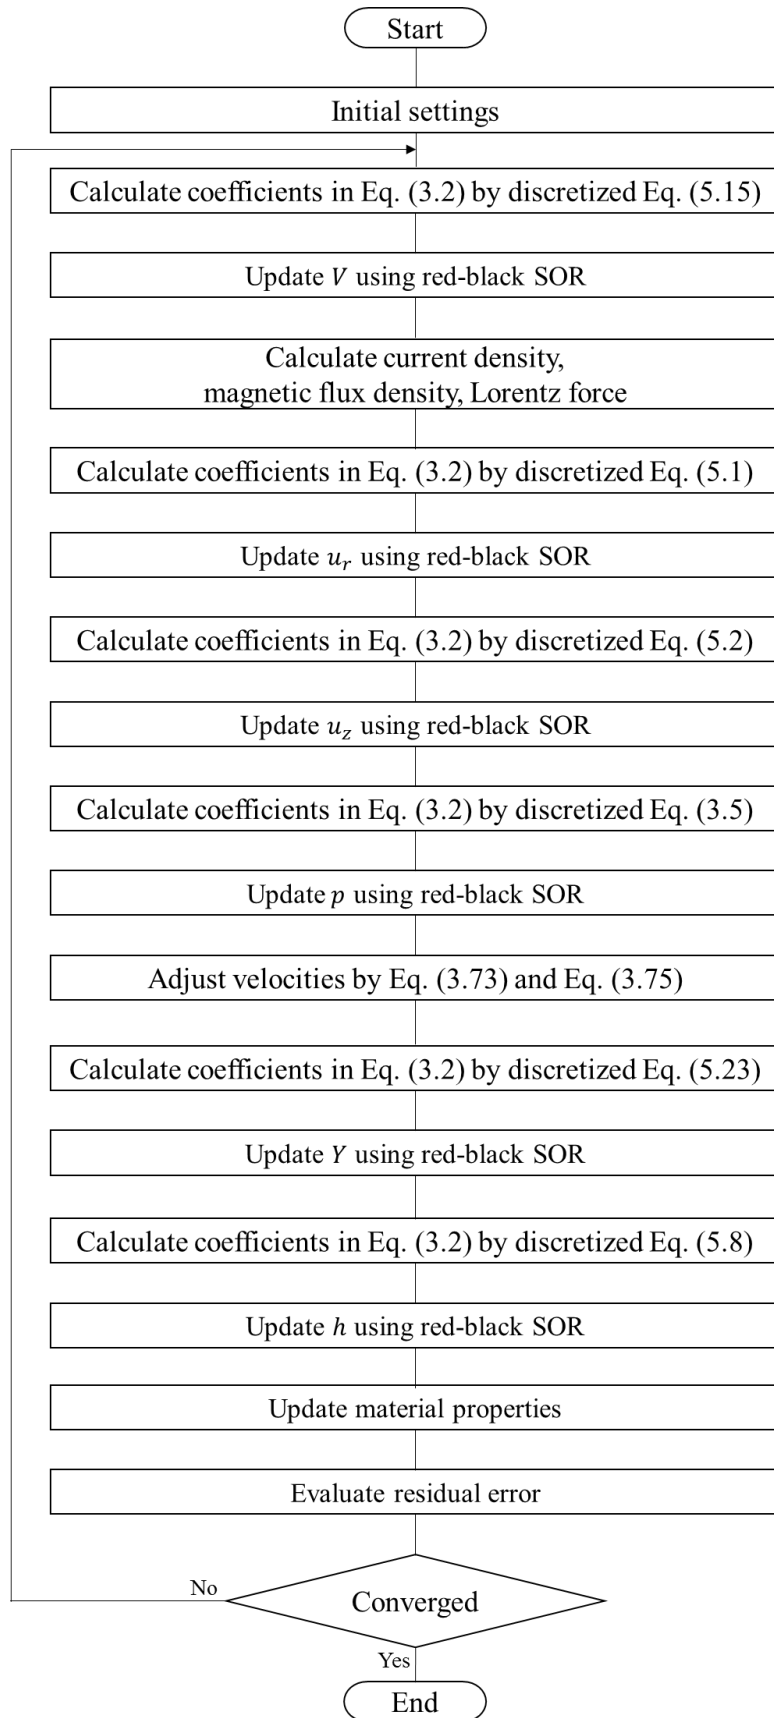 Start
Initial settings
Calculate coefficients in Eq. (3.2) by discretized Eq. (5.15)
Update V using red-black SOR
Calculate current density,
magnetic flux density, Lorentz force
Calculate coefficients in Eq. (3.2) by discretized Eq. (5.1)
Update u_r using red-black SOR
Calculate coefficients in Eq. (3.2) by discretized Eq. (5.2)
Update u_z using red-black SOR
Calculate coefficients in Eq. (3.2) by discretized Eq. (3.5)
Update p using red-black SOR
Adjust velocities by Eq. (3.73) and Eq. (3.75)
Calculate coefficients in Eq. (3.2) by discretized Eq. (5.23)
Update Y using red-black SOR
Calculate coefficients in Eq. (3.2) by discretized Eq. (5.8)
Update h using red-black SOR
Update material properties
Evaluate residual error
No
Converged
Yes
End